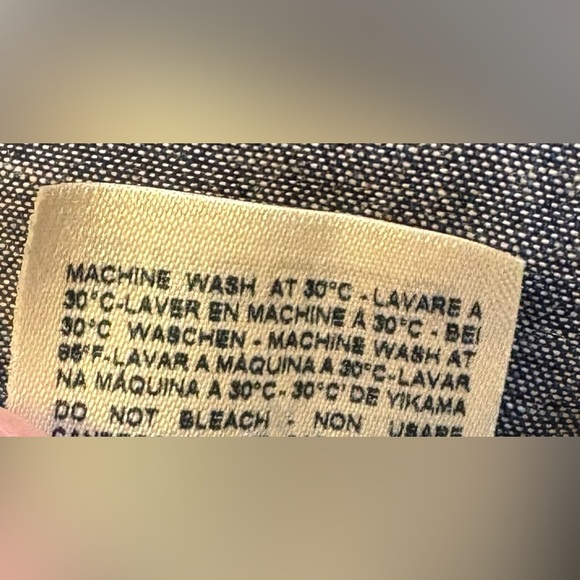 MACHINE WASH AT 30°C - LAVARE A
30°C-LAVER EN MACHINE A 30°C - BEI
30°C WASCHEN - MACHINE WASH AT
86°F-LAVAR A MÁQUINA A 30°C-LAVAR
NA MÁQUINA A 30°C- 30°C' DE YIKAMA
DO NOT BLEACH - NON USARE